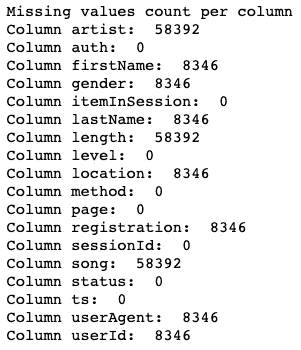 Missing values count per column
Column artist:  58392
Column auth:  0
Column firstName:  8346
Column gender:  8346
Column itemInSession:  0
Column lastName:  8346
Column length:  58392
Column level:  0
Column location:  8346
Column method:  0
Column page:  0
Column registration:  8346
Column sessionId:  0
Column song:  58392
Column status:  0
Column ts:  0
Column userAgent:  8346
Column userId:  8346